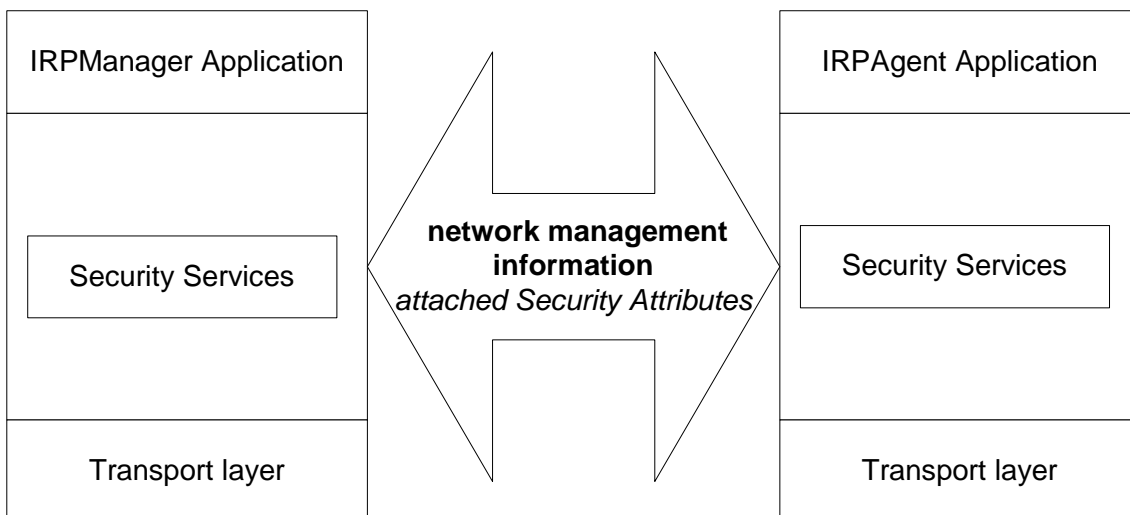 IRPManager Application
IRPAgent Application
network management
information
attached Security Attributes
Security Services
Security Services
Transport layer
Transport layer